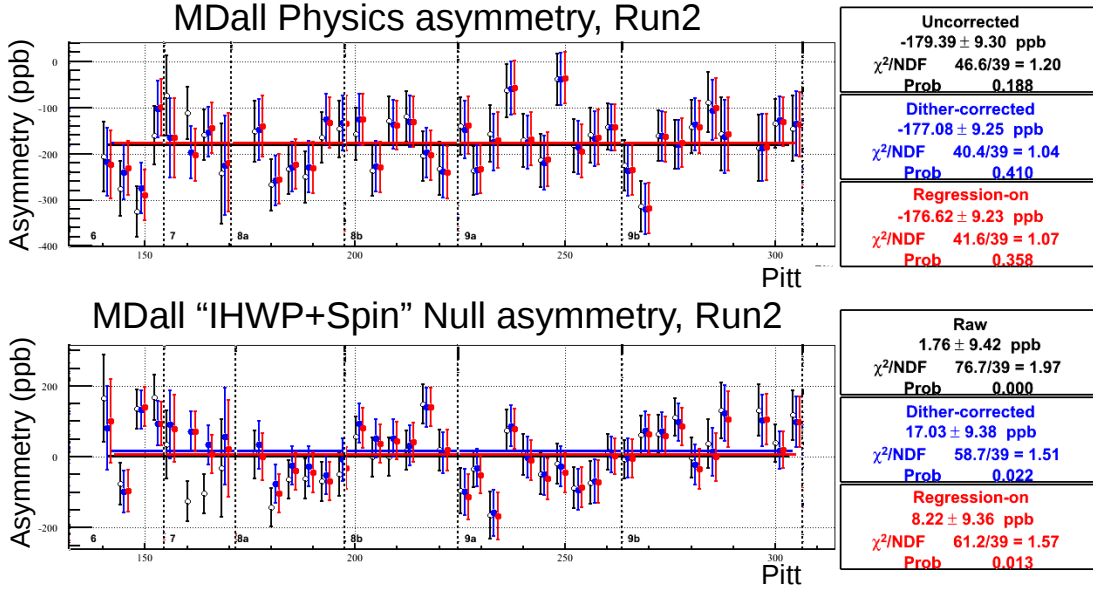 MDall Physics asymmetry, Run2
Asymmetry (ppb)
0
-100
-200
-300
-400
6 7 8a 8b 9a 9b
150 200 250 300
Pitt
Uncorrected
-179.39 ± 9.30 ppb
χ²/NDF 46.6/39 = 1.20
Prob 0.188
Dither-corrected
-177.08 ± 9.25 ppb
χ²/NDF 40.4/39 = 1.04
Prob 0.410
Regression-on
-176.62 ± 9.23 ppb
χ²/NDF 41.6/39 = 1.07
Prob 0.358
MDall “IHWP+Spin” Null asymmetry, Run2
Asymmetry (ppb)
200
0
-200
6 7 8a 8b 9a 9b
150 200 250 300
Pitt
Raw
1.76 ± 9.42 ppb
χ²/NDF 76.7/39 = 1.97
Prob 0.000
Dither-corrected
17.03 ± 9.38 ppb
χ²/NDF 58.7/39 = 1.51
Prob 0.022
Regression-on
8.22 ± 9.36 ppb
χ²/NDF 61.2/39 = 1.57
Prob 0.013